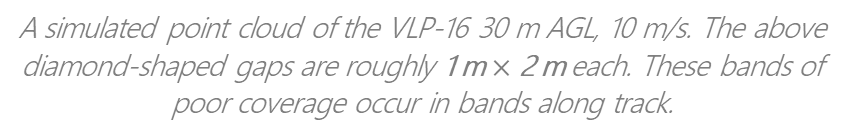 A simulated point cloud of the VLP-16 30 m AGL, 10 m/s. The above
diamond-shaped gaps are roughly 1 m × 2 m each. These bands of
poor coverage occur in bands along track.